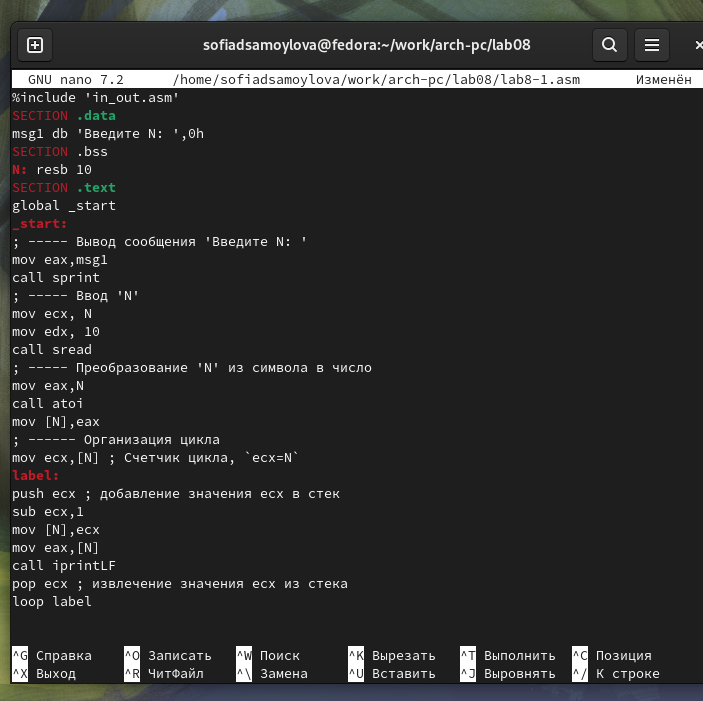 sofiadsamoylova@fedora:~/work/arch-pc/lab08
GNU nano 7.2 /home/sofiadsamoylova/work/arch-pc/lab08/lab8-1.asm Изменён
%include 'in_out.asm'
SECTION .data
msg1 db 'Введите N: ',0h
SECTION .bss
N: resb 10
SECTION .text
global _start
_start:
; ----- Вывод сообщения 'Введите N: '
mov eax,msg1
call sprint
; ----- Ввод 'N'
mov ecx, N
mov edx, 10
call sread
; ----- Преобразование 'N' из символа в число
mov eax,N
call atoi
mov [N],eax
; ------ Организация цикла
mov ecx,[N] ; Счетчик цикла, `ecx=N`
label:
push ecx ; добавление значения ecx в стек
sub ecx,1
mov [N],ecx
mov eax,[N]
call iprintLF
pop ecx ; извлечение значения ecx из стека
loop label
^G Справка ^O Записать ^W Поиск ^K Вырезать ^T Выполнить ^C Позиция
^X Выход ^R ЧитФайл ^\ Замена ^U Вставить ^J Выровнять ^/ К строке